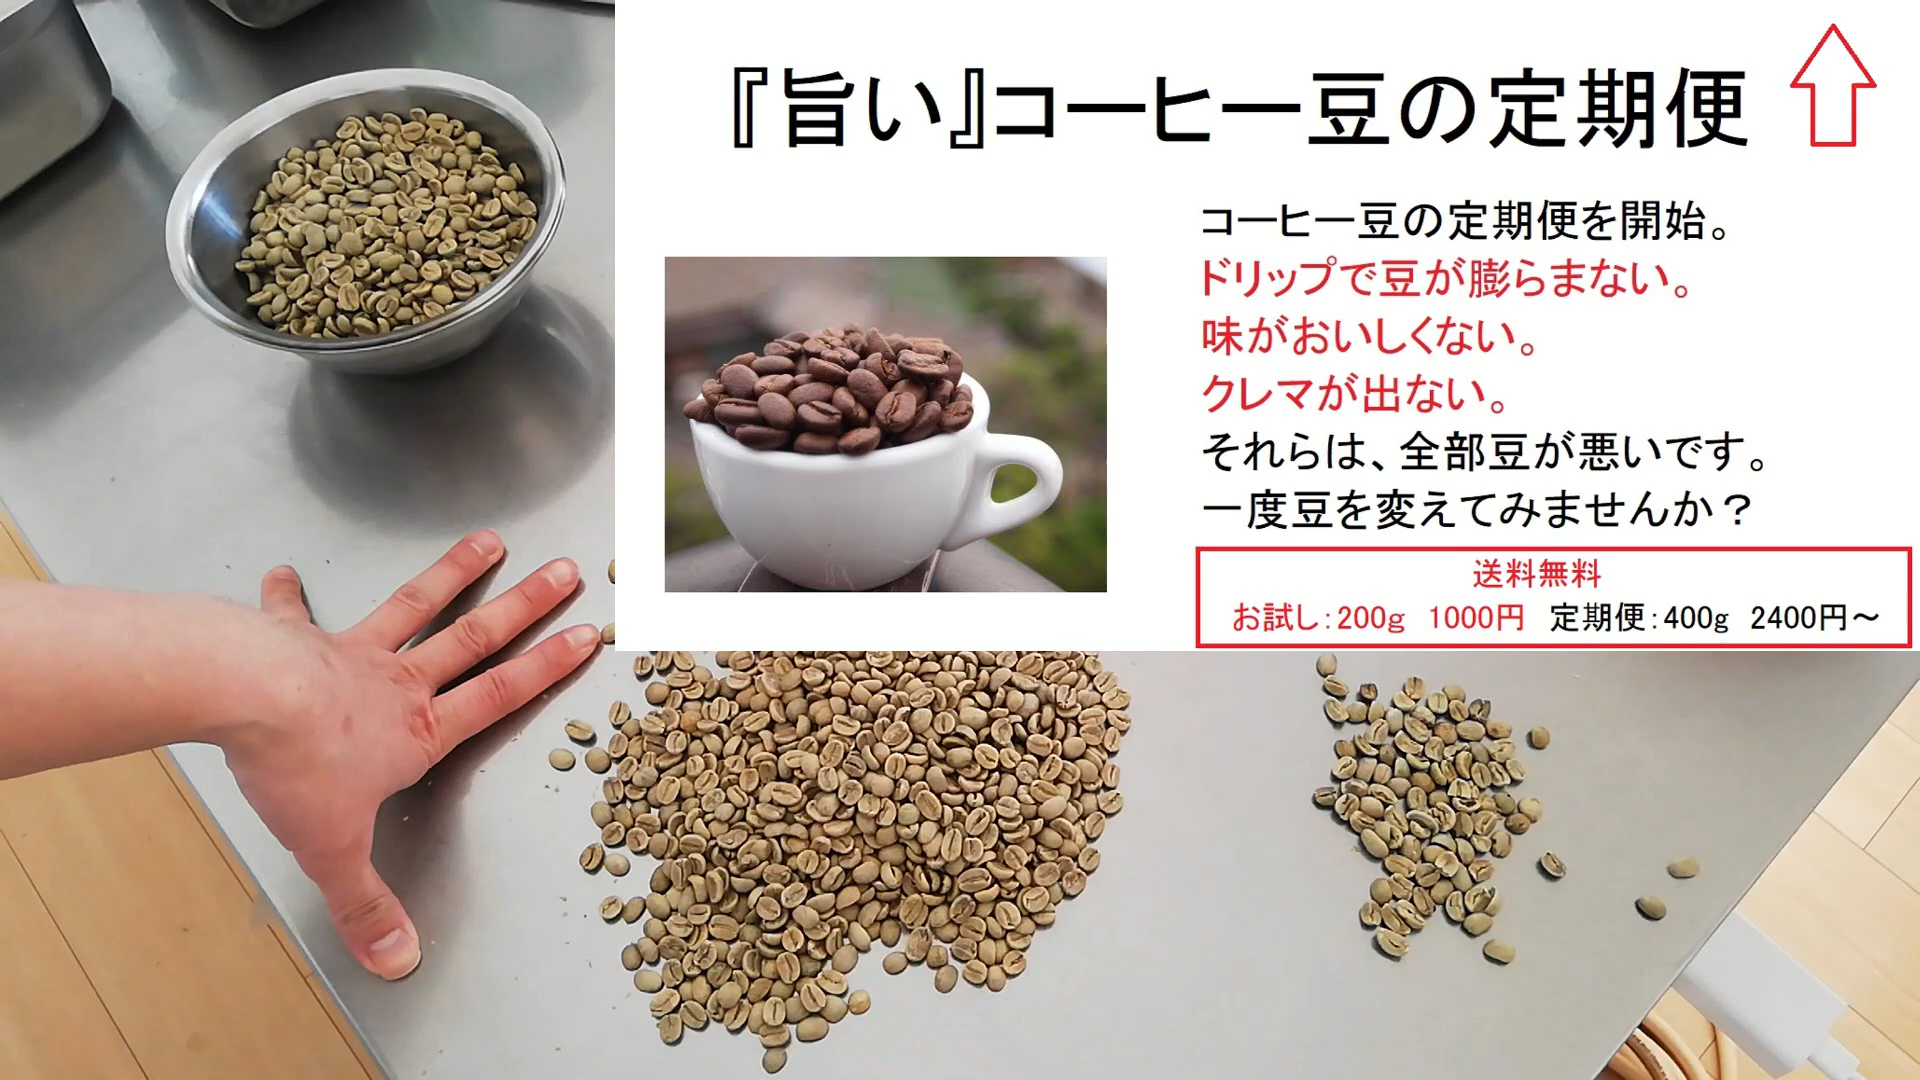 『旨い』コーヒー豆の定期便
コーヒー豆の定期便を開始。
ドリップで豆が膨らまない。
味がおいしくない。
クレマが出ない。
それらは、全部豆が悪いです。
一度豆を変えてみませんか？
送料無料
お試し：200g 1000円 定期便：400g 2400円～